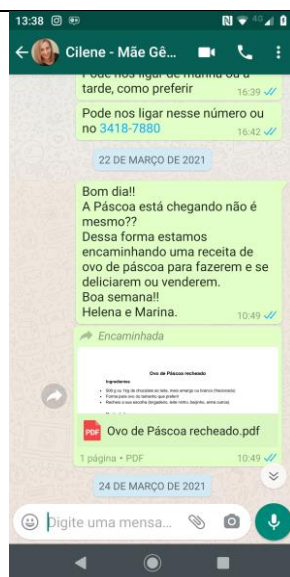 13:38
4G
Cilene - Mãe Gê...
tarde, como preferir 16:39
Pode nos ligar nesse número ou
no 3418-7880 16:42
22 DE MARÇO DE 2021
Bom dia!!
A Páscoa está chegando não é
mesmo??
Dessa forma estamos
encaminhando uma receita de
ovo de páscoa para fazerem e se
deliciarem ou venderem.
Boa semana!!
Helena e Marina. 10:49
Encaminhada
Ovo de Páscoa recheado
Ingredientes:
PDF Ovo de Páscoa recheado.pdf
1 página • PDF 10:49
24 DE MARÇO DE 2021
Digite uma mensa...